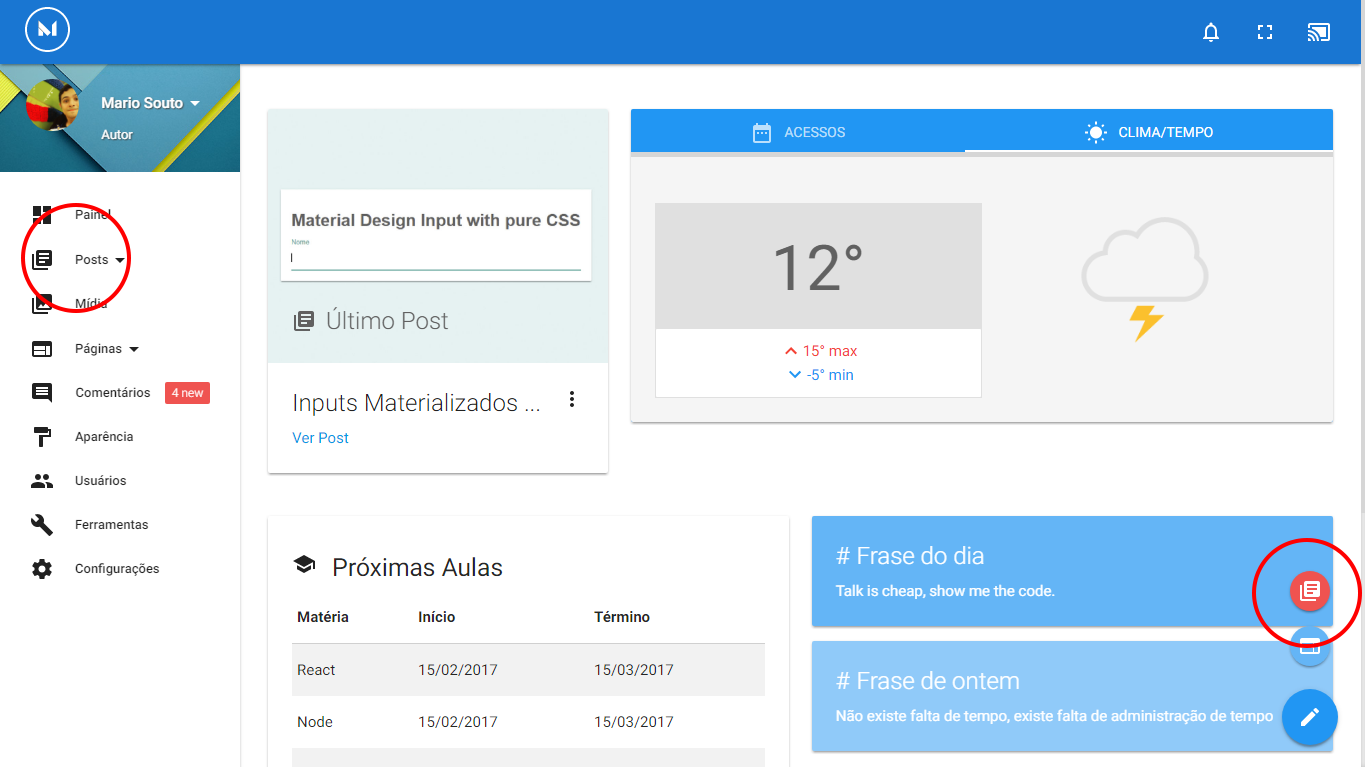 M
Mario Souto
Autor
Painel
Posts
Mídia
Páginas
Comentários 4 new
Aparência
Usuários
Ferramentas
Configurações
Material Design Input with pure CSS
Nome
Último Post
Inputs Materializados ...
Ver Post
ACESSOS CLIMA/TEMPO
12°
15° max
-5° min
Próximas Aulas
Matéria Início Término
React 15/02/2017 15/03/2017
Node 15/02/2017 15/03/2017
# Frase do dia
Talk is cheap, show me the code.
# Frase de ontem
Não existe falta de tempo, existe falta de administração de tempo